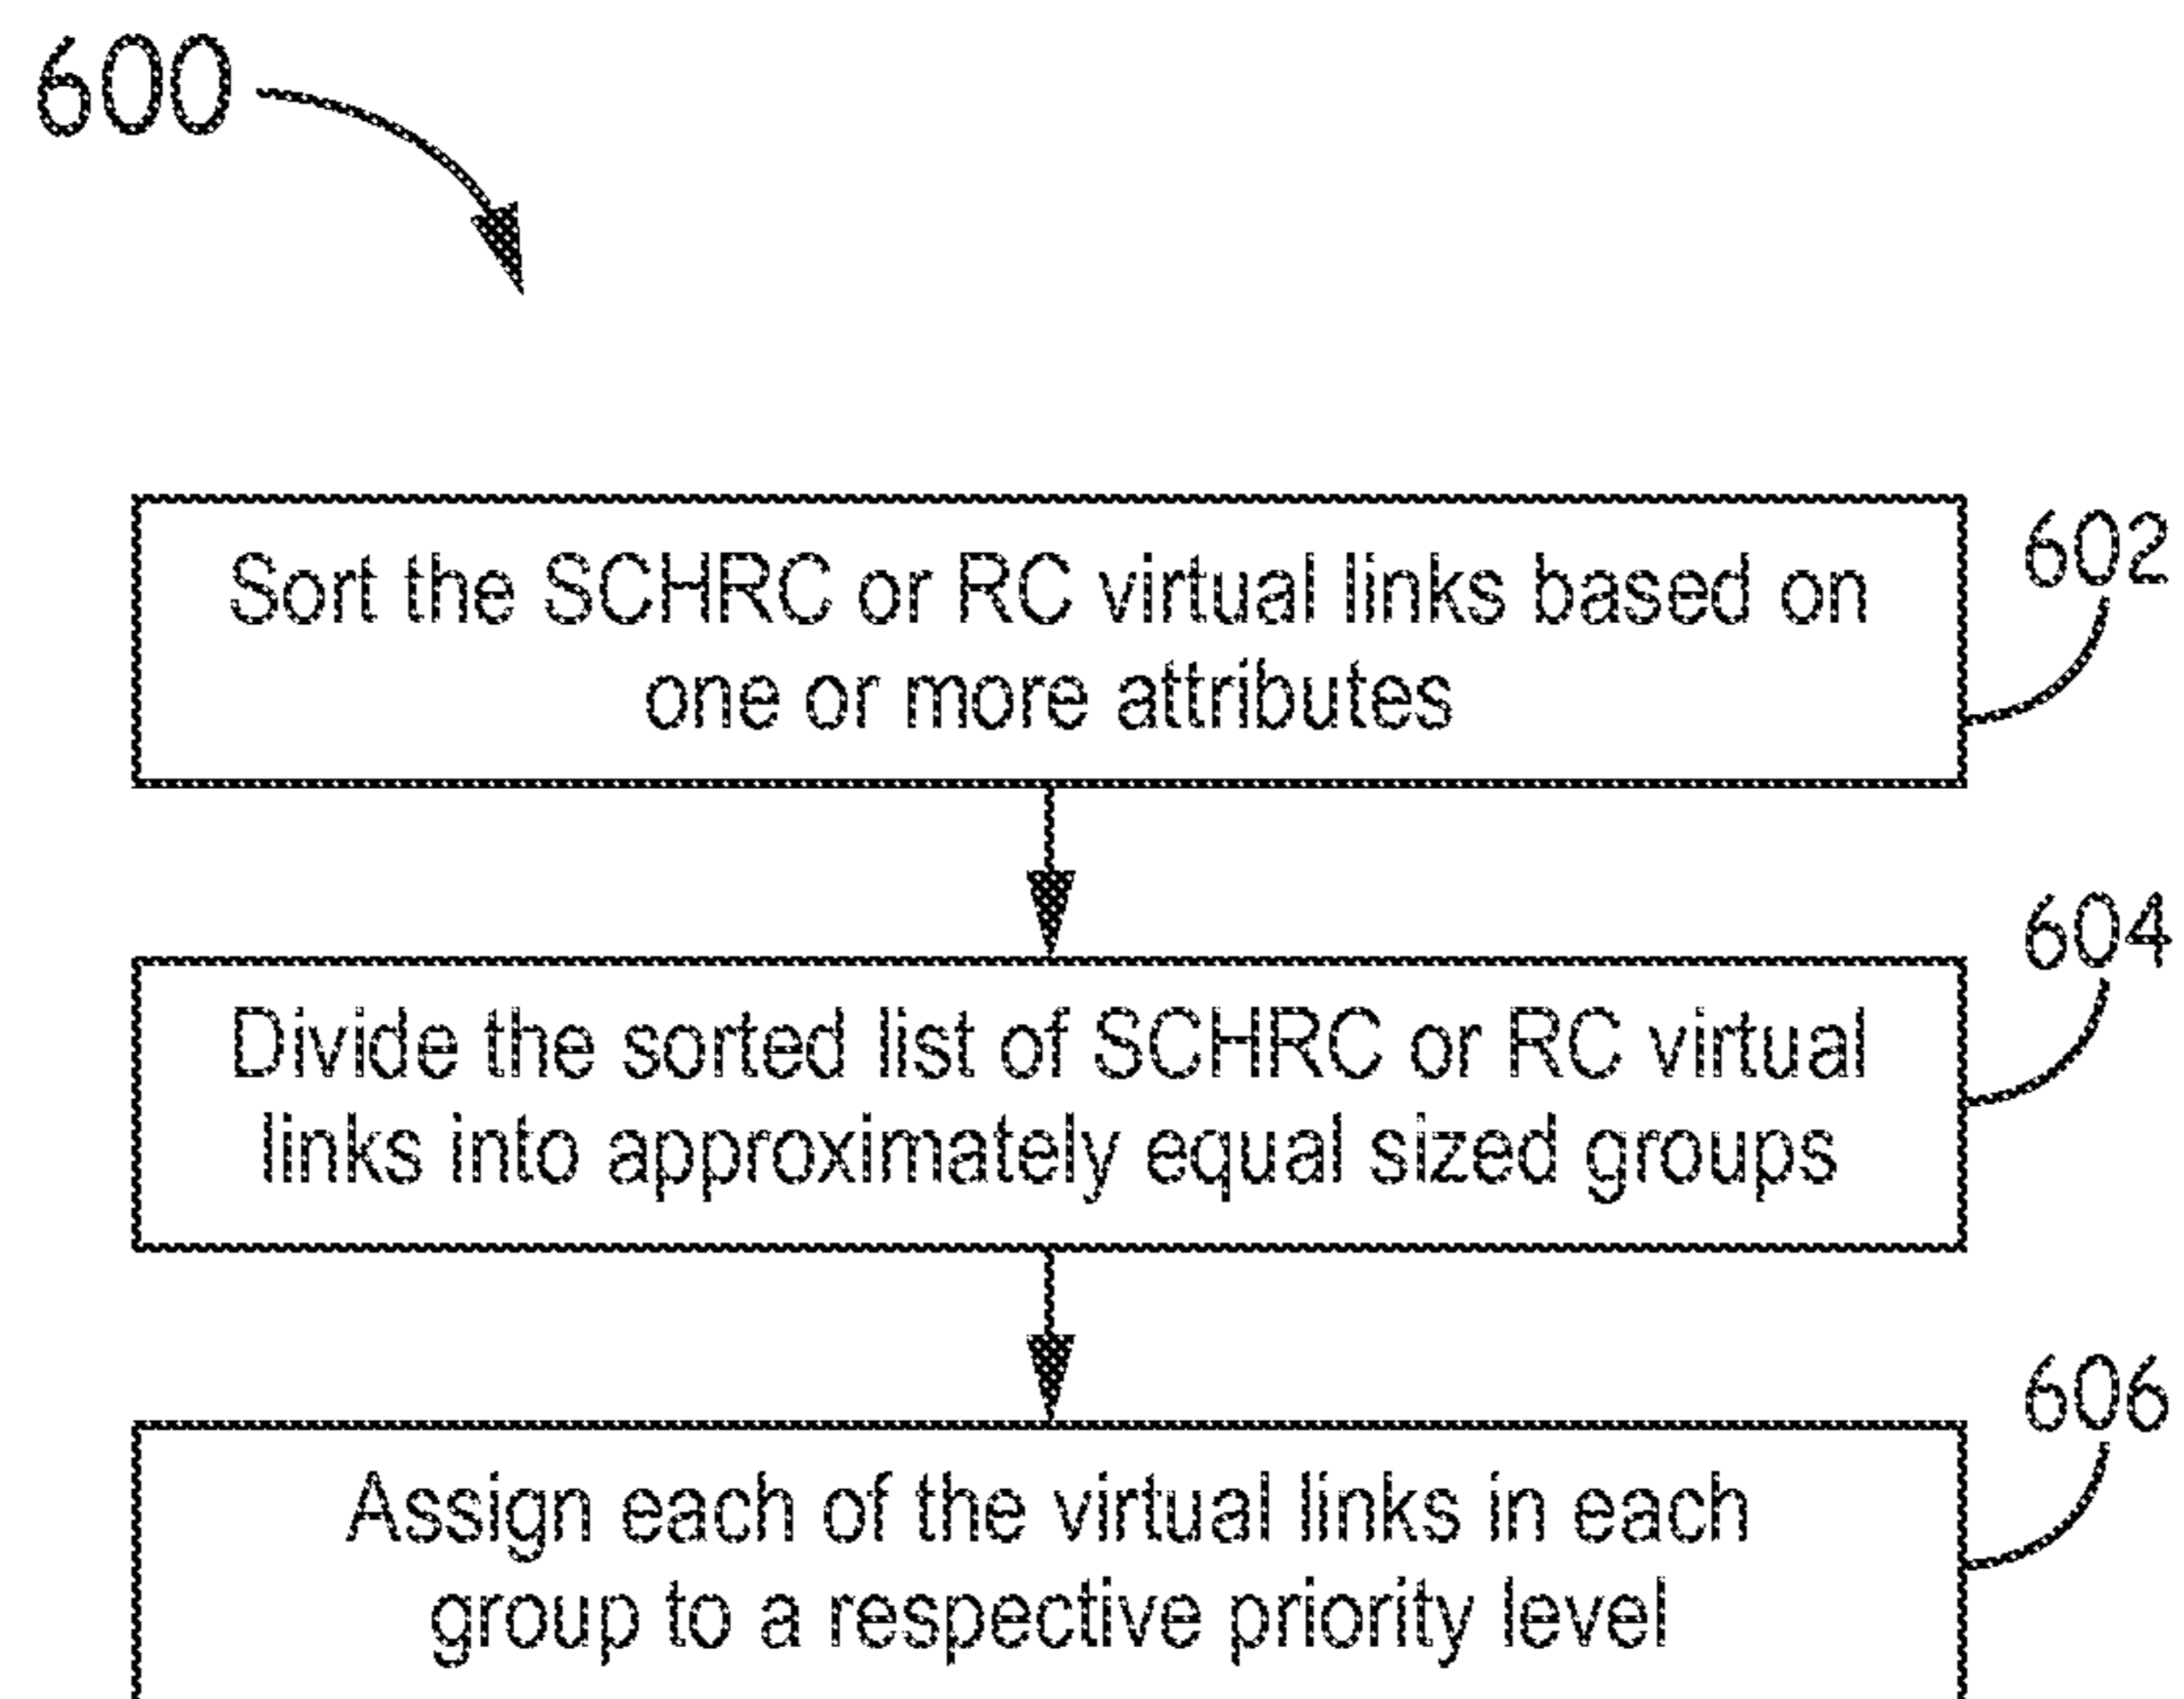 600
Sort the SCHRC or RC virtual links based on
one or more attributes
602
Divide the sorted list of SCHRC or RC virtual
links into approximately equal sized groups
604
Assign each of the virtual links in each
group to a respective priority level
606